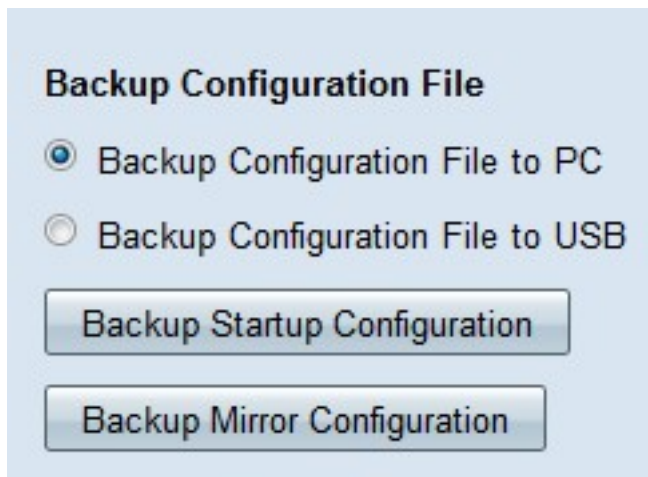 Backup Configuration File
Backup Configuration File to PC
Backup Configuration File to USB
Backup Startup Configuration
Backup Mirror Configuration